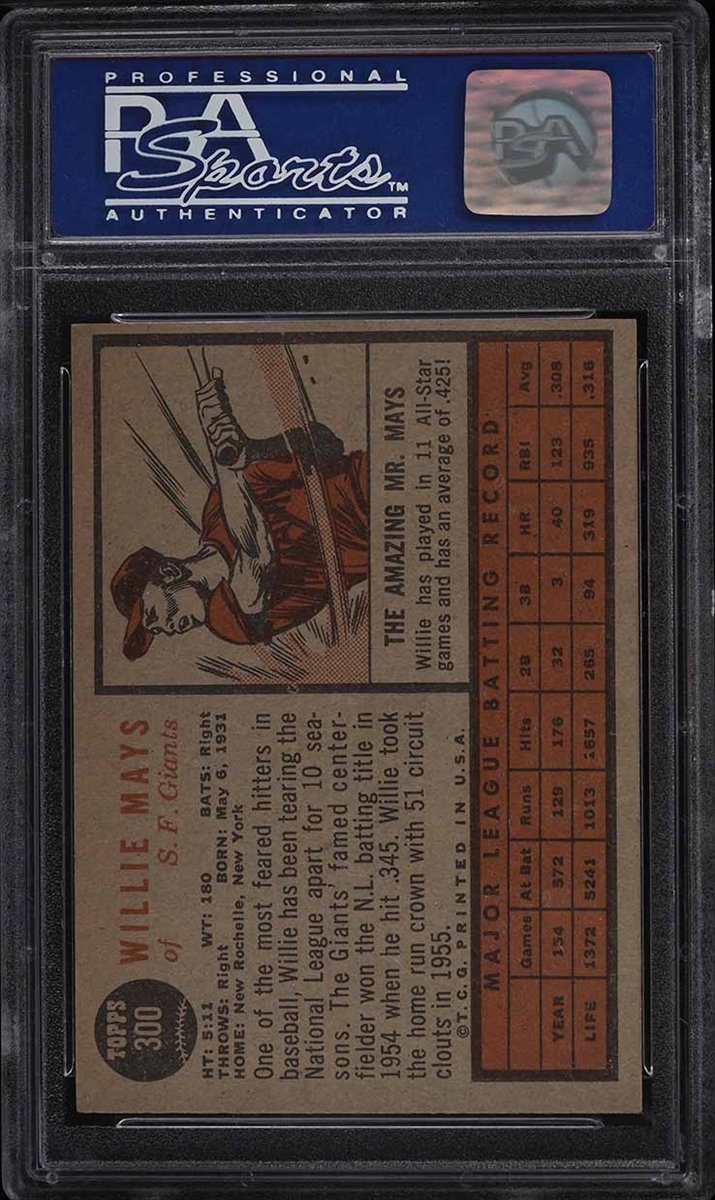 PROFESSIONAL
PSA
Sports™
AUTHENTICATOR
PSA
TOPPS
300
WILLIE MAYS
of S. F. Giants
HT: 5:11 WT: 180 BATS: Right
THROWS: Right BORN: May 6, 1931
HOME: New Rochelle, New York
One of the most feared hitters in
baseball, Willie has been tearing the
National League apart for 10 sea-
sons. The Giants' famed center-
fielder won the N.L. batting title in
1954 when he hit .345. Willie took
the home run crown with 51 circuit
clouts in 1955.
©T.C.G. PRINTED IN U.S.A.
THE AMAZING MR. MAYS
Willie has played in 11 All-Star
games and has an average of .425!
MAJOR LEAGUE BATTING RECORD
Games At Bat Runs Hits 2B 3B HR RBI Avg
YEAR 154 572 129 176 32 3 40 123 .308
LIFE 1372 5241 1013 1657 265 94 319 935 .316